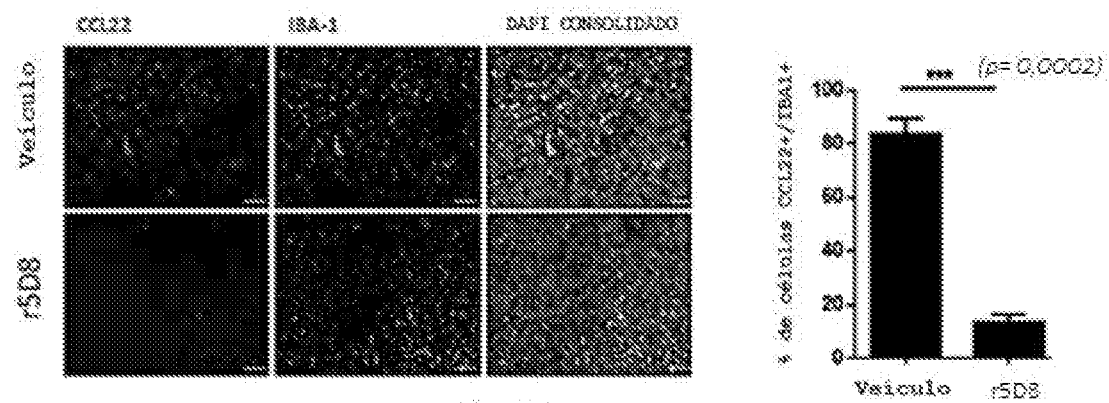 CCL22 IBA-1 DAPI CONSOLIDADO
Veículo
r5D8
*** (p= 0,0002)
% de células CCL22+/IBA1+
100
80
60
40
20
0
Veículo r5D8